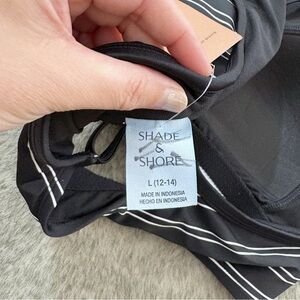 SHADE
&
SHORE
L (12-14)
MADE IN INDONESIA
HECHO EN INDONESIA